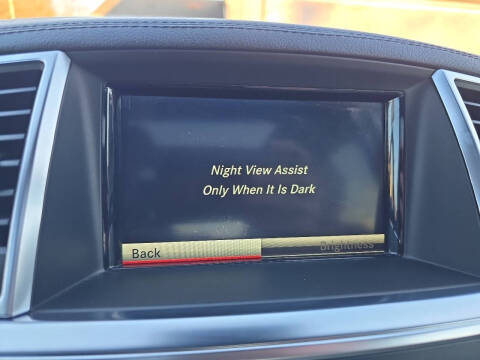 Night View Assist
Only When It Is Dark
Back Brightness